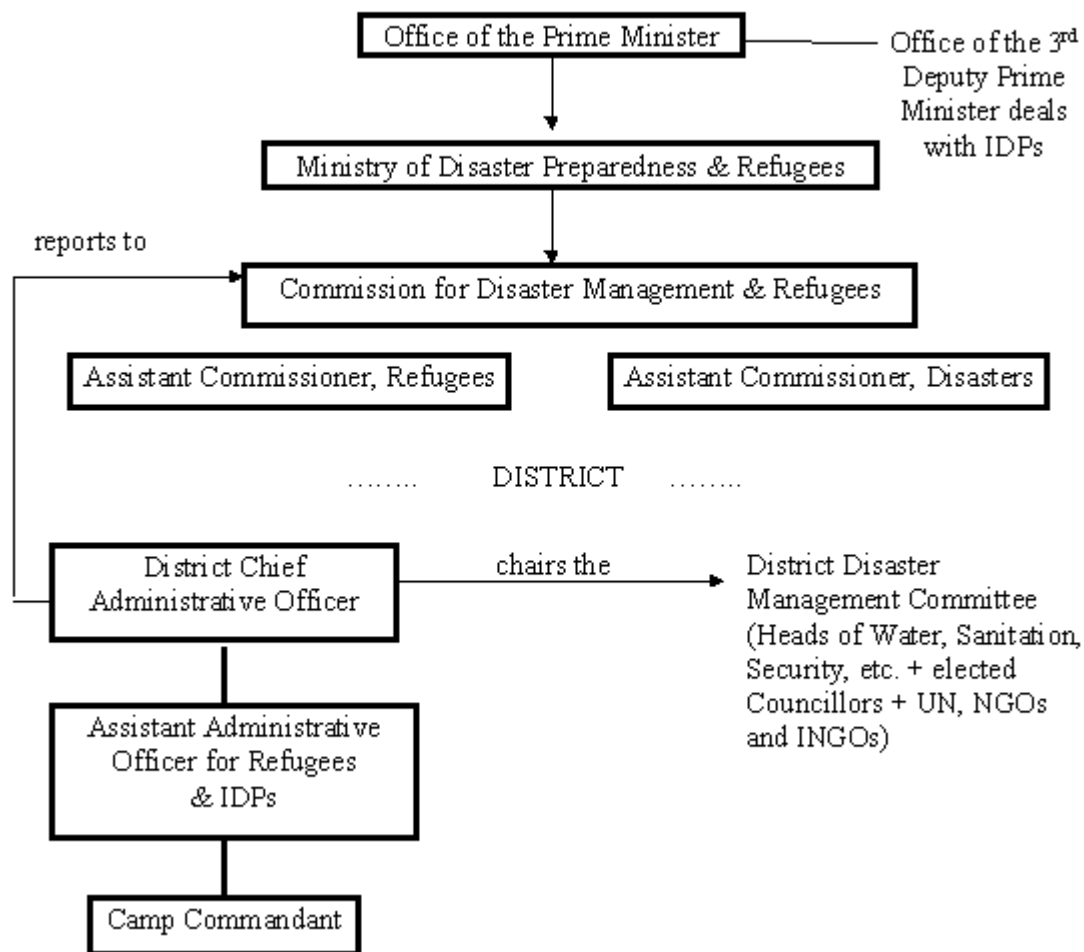 Office of the Prime Minister
Office of the 3rd
Deputy Prime
Minister deals
with IDPs
Ministry of Disaster Preparedness & Refugees
reports to
Commission for Disaster Management & Refugees
Assistant Commissioner, Refugees
Assistant Commissioner, Disasters
........ DISTRICT ........
District Chief
Administrative Officer
chairs the
District Disaster
Management Committee
(Heads of Water, Sanitation,
Security, etc. + elected
Councillors + UN, NGOs
and INGOs)
Assistant Administrative
Officer for Refugees
& IDPs
Camp Commandant